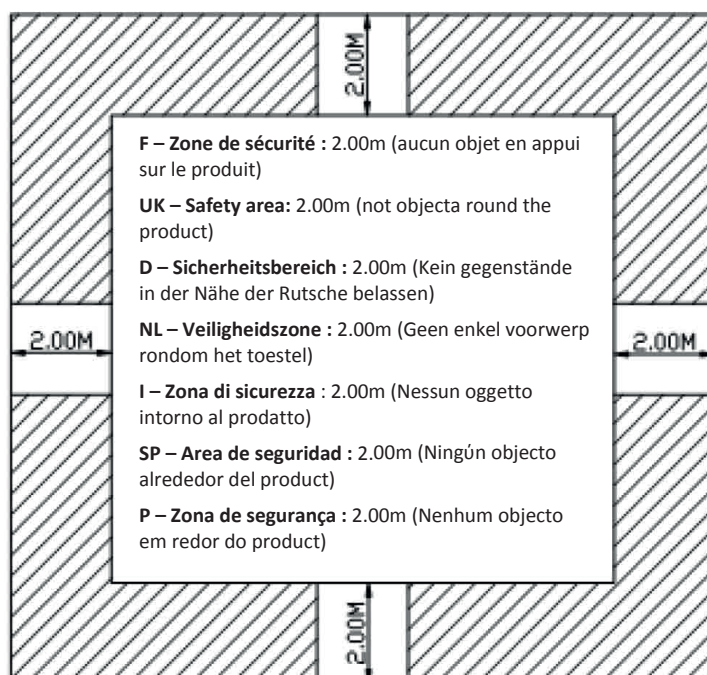 2.00M
F – Zone de sécurité : 2.00m (aucun objet en appui
sur le produit)
UK – Safety area: 2.00m (not objecta round the
product)
D – Sicherheitsbereich : 2.00m (Kein gegenstände
in der Nähe der Rutsche belassen)
2.00M
NL – Veiligheidszone : 2.00m (Geen enkel voorwerp
rondom het toestel)
2.00M
I – Zona di sicurezza : 2.00m (Nessun oggetto
intorno al prodatto)
SP – Area de seguridad : 2.00m (Ningún objecto
alrededor del product)
P – Zona de segurança : 2.00m (Nenhum objecto
em redor do product)
2.00M